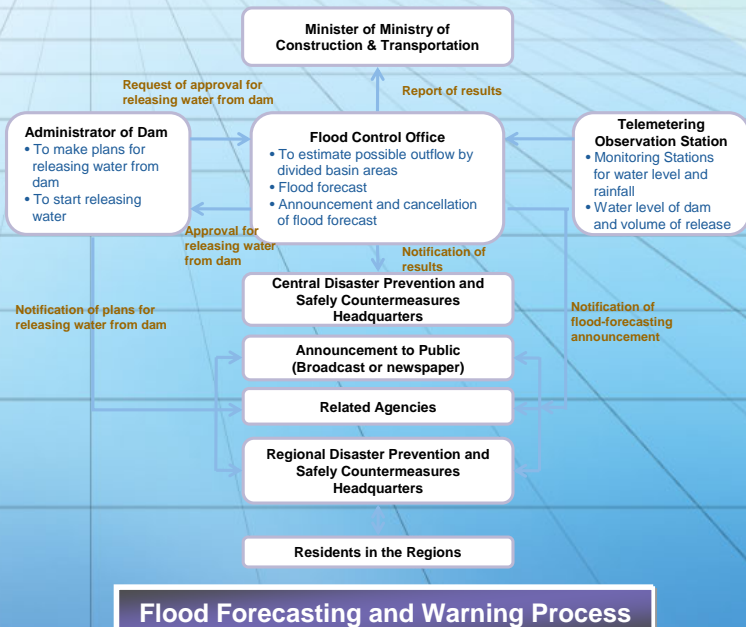 Minister of Ministry of
Construction & Transportation
Request of approval for
releasing water from dam
Report of results
Administrator of Dam
• To make plans for
releasing water from
dam
• To start releasing
water
Flood Control Office
• To estimate possible outflow by
divided basin areas
• Flood forecast
• Announcement and cancellation
of flood forecast
Telemetering
Observation Station
• Monitoring Stations
for water level and
rainfall
• Water level of dam
and volume of release
Approval for
releasing water
from dam
Notification of
results
Notification of plans for
releasing water from dam
Central Disaster Prevention and
Safely Countermeasures
Headquarters
Notification of
flood-forecasting
announcement
Announcement to Public
(Broadcast or newspaper)
Related Agencies
Regional Disaster Prevention and
Safely Countermeasures
Headquarters
Residents in the Regions
Flood Forecasting and Warning Process